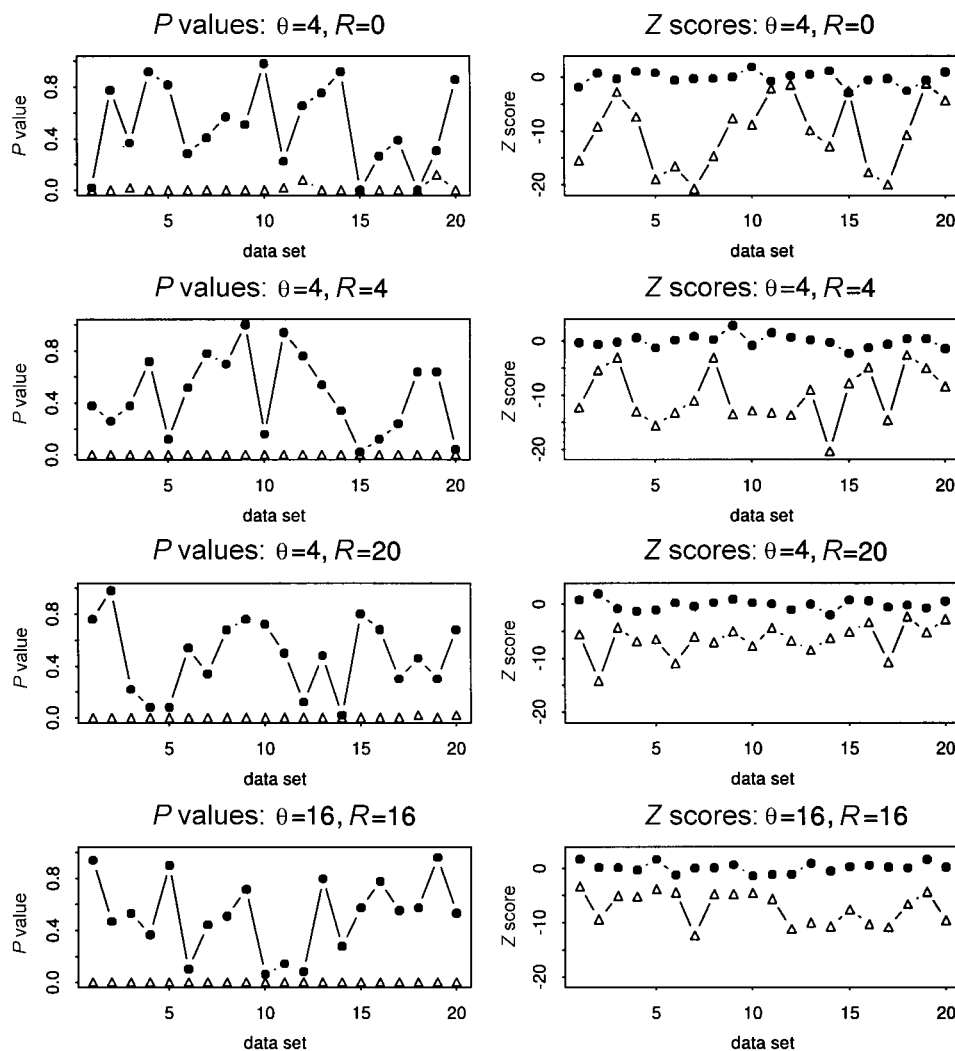 P values: θ=4, R=0
P value
0.8
0.4
0.0
5
10
15
20
data set
Z scores: θ=4, R=0
Z score
0
-10
-20
5
10
15
20
data set
P values: θ=4, R=4
P value
0.8
0.4
0.0
5
10
15
20
data set
Z scores: θ=4, R=4
Z score
0
-10
-20
5
10
15
20
data set
P values: θ=4, R=20
P value
0.8
0.4
0.0
5
10
15
20
data set
Z scores: θ=4, R=20
Z score
0
-10
-20
5
10
15
20
data set
P values: θ=16, R=16
P value
0.8
0.4
0.0
5
10
15
20
data set
Z scores: θ=16, R=16
Z score
0
-10
-20
5
10
15
20
data set